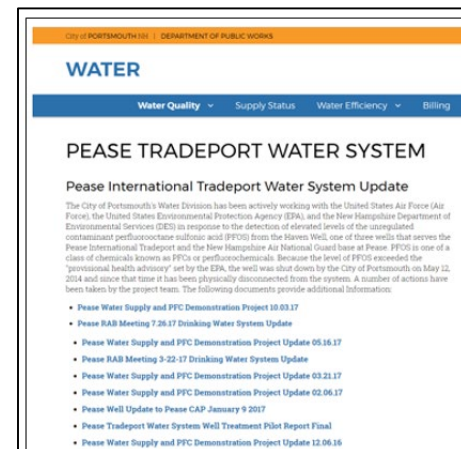 City of PORTSMOUTH NH | DEPARTMENT OF PUBLIC WORKS
WATER
Water Quality Supply Status Water Efficiency Billing
PEASE TRADEPORT WATER SYSTEM
Pease International Tradeport Water System Update
The City of Portsmouth's Water Division has been actively working with the United States Air Force (Air
Force), the United States Environmental Protection Agency (EPA), and the New Hampshire Department of
Environmental Services (DES) in response to the detection of elevated levels of the unregulated
contaminant perfluorooctane sulfonic acid (PFOS) from the Haven Well, one of three wells that serves the
Pease International Tradeport and the New Hampshire Air National Guard base at Pease. PFOS is one of a
class of chemicals known as PFCs or perfluorochemicals. Because the level of PFOS exceeded the
"provisional health advisory" set by the EPA, the well was shut down by the City of Portsmouth on May 12,
2014 and since that time it has been physically disconnected from the system. A number of actions have
been taken by the project team. The following documents provide additional Information:
• Pease Water Supply and PFC Demonstration Project 10.03.17
• Pease RAB Meeting 7.26.17 Drinking Water System Update
• Pease Water Supply and PFC Demonstration Project Update 05.16.17
• Pease RAB Meeting 3-22-17 Drinking Water System Update
• Pease Water Supply and PFC Demonstration Project Update 03.21.17
• Pease Water Supply and PFC Demonstration Project Update 02.06.17
• Pease Well Update to Pease CAP January 9 2017
• Pease Tradeport Water System Well Treatment Pilot Report Final
• Pease Water Supply and PFC Demonstration Project Update 12.06.16